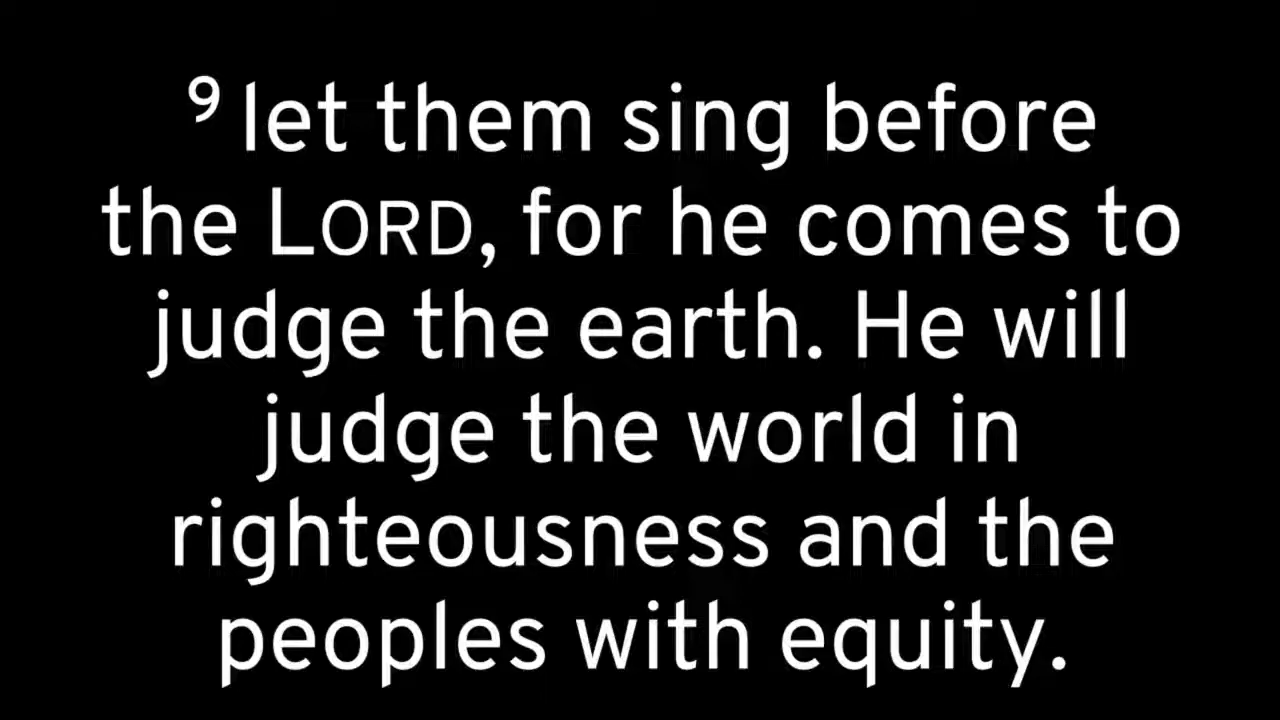 ⁹ let them sing before
the LORD, for he comes to
judge the earth. He will
judge the world in
righteousness and the
peoples with equity.